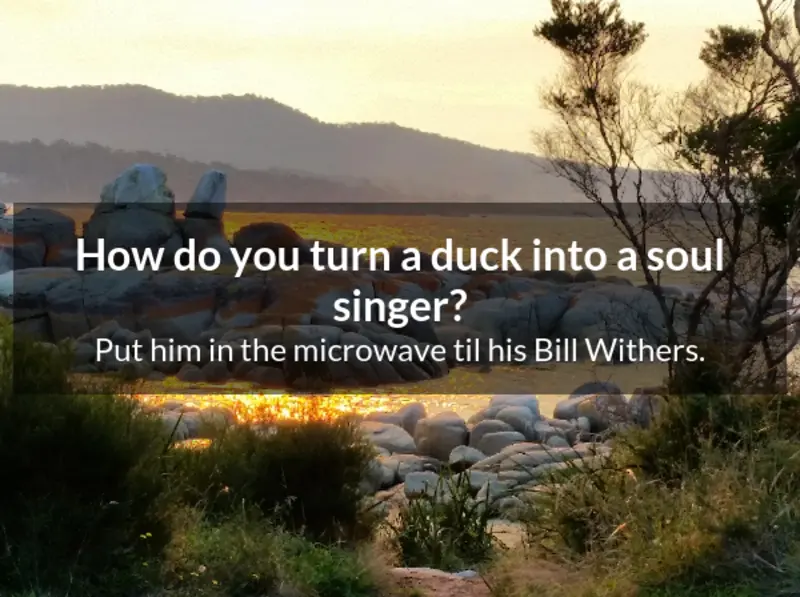 How do you turn a duck into a soul
singer?
Put him in the microwave til his Bill Withers.